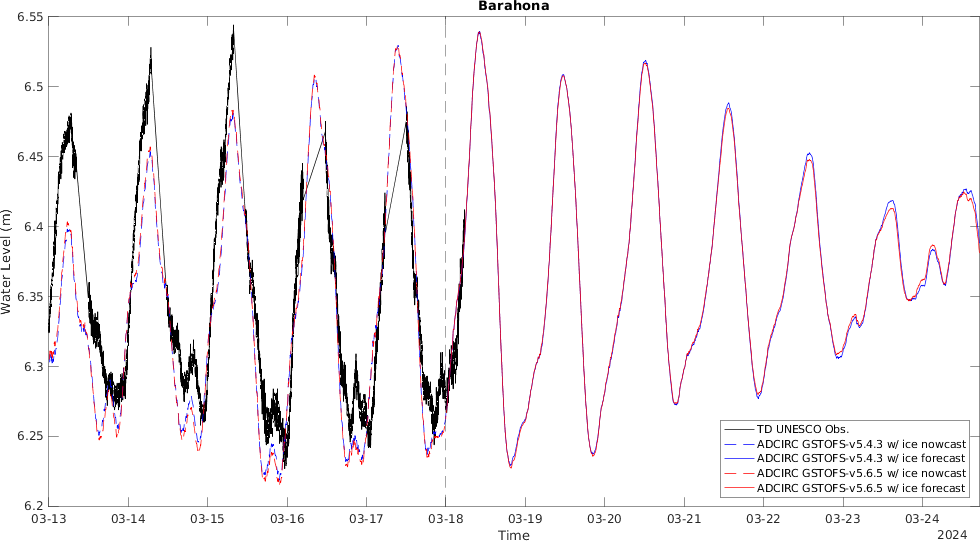 Barahona
Water Level (m)
6.55
6.5
6.45
6.4
6.35
6.3
6.25
6.2
03-13 03-14 03-15 03-16 03-17 03-18 03-19 03-20 03-21 03-22 03-23 03-24
Time
2024
TD UNESCO Obs.
ADCIRC GSTOFS-v5.4.3 w/ ice nowcast
ADCIRC GSTOFS-v5.4.3 w/ ice forecast
ADCIRC GSTOFS-v5.6.5 w/ ice nowcast
ADCIRC GSTOFS-v5.6.5 w/ ice forecast